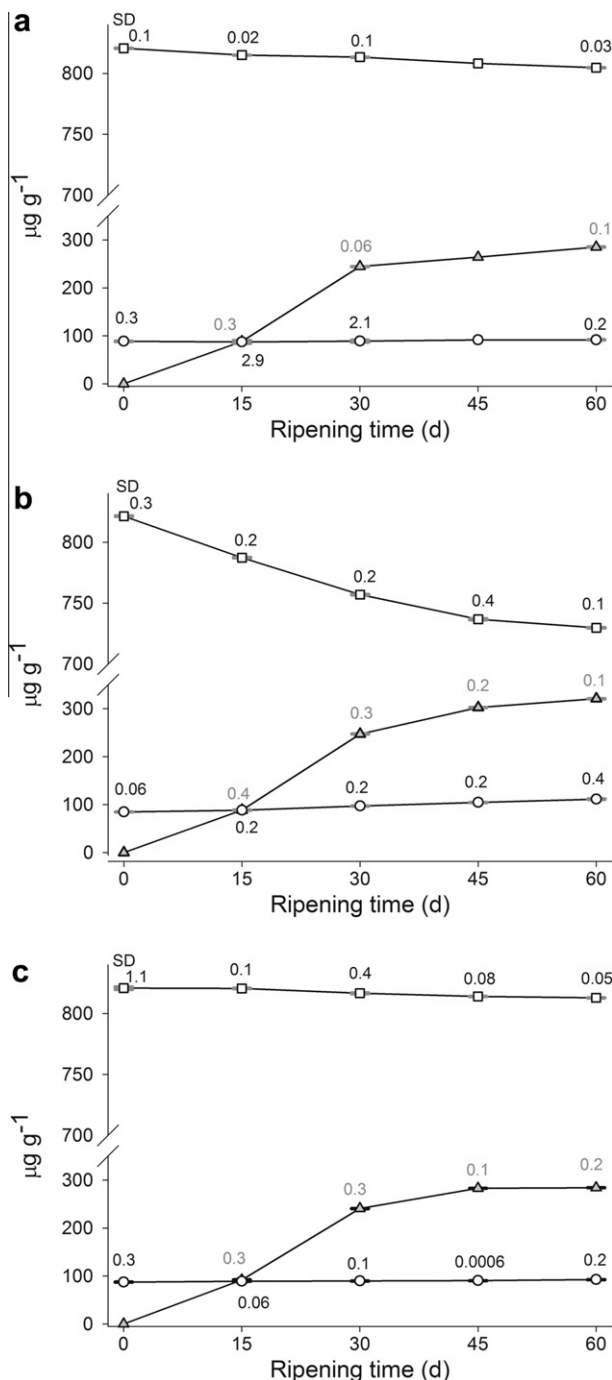 a
SD
0.1 0.02 0.1 0.03
800
750
700
µg g-1
300
200
100
0
0.06 0.1
0.3 0.3 2.1 0.2
2.9
0 15 30 45 60
Ripening time (d)
b
SD
0.3 0.2 0.2 0.4 0.1
800
750
700
µg g-1
300
200
100
0
0.3 0.2 0.1
0.06 0.4 0.2 0.2 0.4
0.2
0 15 30 45 60
Ripening time (d)
c
SD
1.1 0.1 0.4 0.08 0.05
800
750
700
µg g-1
300
200
100
0
0.3 0.1 0.2
0.3 0.3 0.1 0.0006 0.2
0.06
0 15 30 45 60
Ripening time (d)